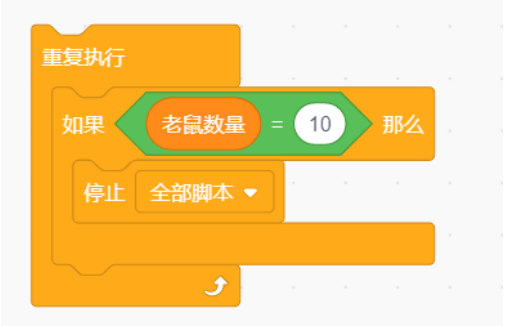 重复执行
如果 老鼠数量 = 10 那么
停止 全部脚本